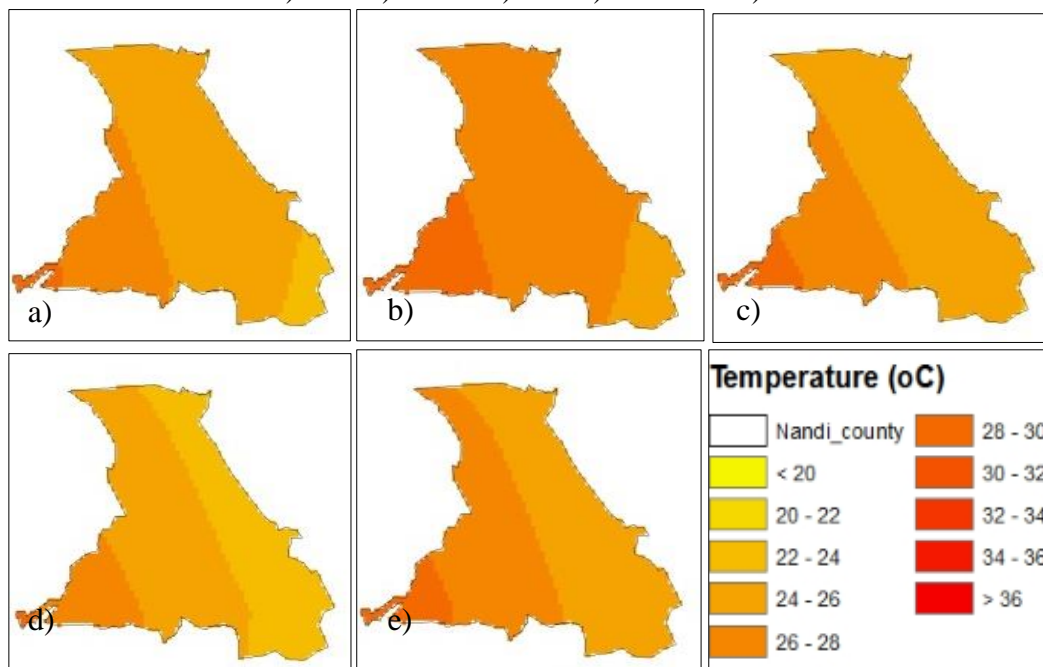 a)
b)
c)
d)
e)
Temperature (oC)
Nandi_county
< 20
20 - 22
22 - 24
24 - 26
26 - 28
28 - 30
30 - 32
32 - 34
34 - 36
> 36